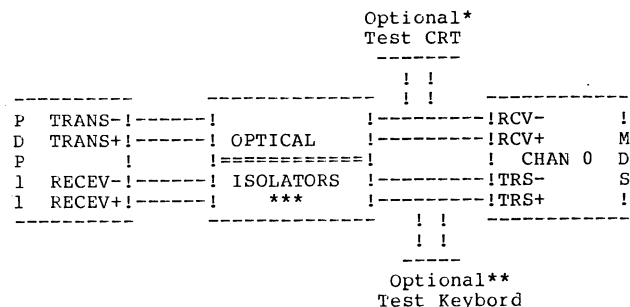 Optional*
Test CRT
-------
! !
! !
---------- -------------- ----------
P TRANS-!------! !---------!RCV- !
D TRANS+!------! OPTICAL !---------!RCV+ M
P ! !============! ! CHAN 0 D
1 RECEV-!------! ISOLATORS !---------!TRS- S
1 RECEV+!------! *** !---------!TRS+ !
---------- -------------- ! ! ----------
! !
-----
Optional**
Test Keybord